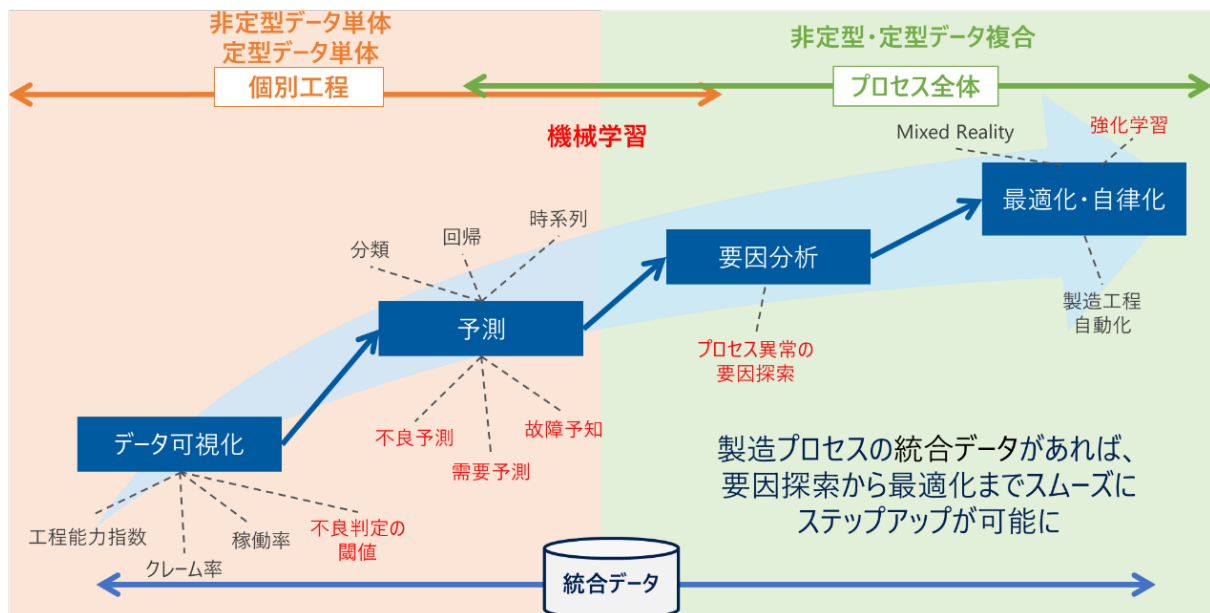 非定型データ単体
定型データ単体
非定型・定型データ複合
個別工程
プロセス全体
機械学習
Mixed Reality
強化学習
最適化・自律化
時系列
回帰
分類
要因分析
製造工程
自動化
予測
プロセス異常の
要因探索
不良予測
故障予知
需要予測
データ可視化
製造プロセスの統合データがあれば、
要因探索から最適化までスムーズに
ステップアップが可能に
工程能力指数
クレーム率
稼働率
不良判定の
閾値
統合データ